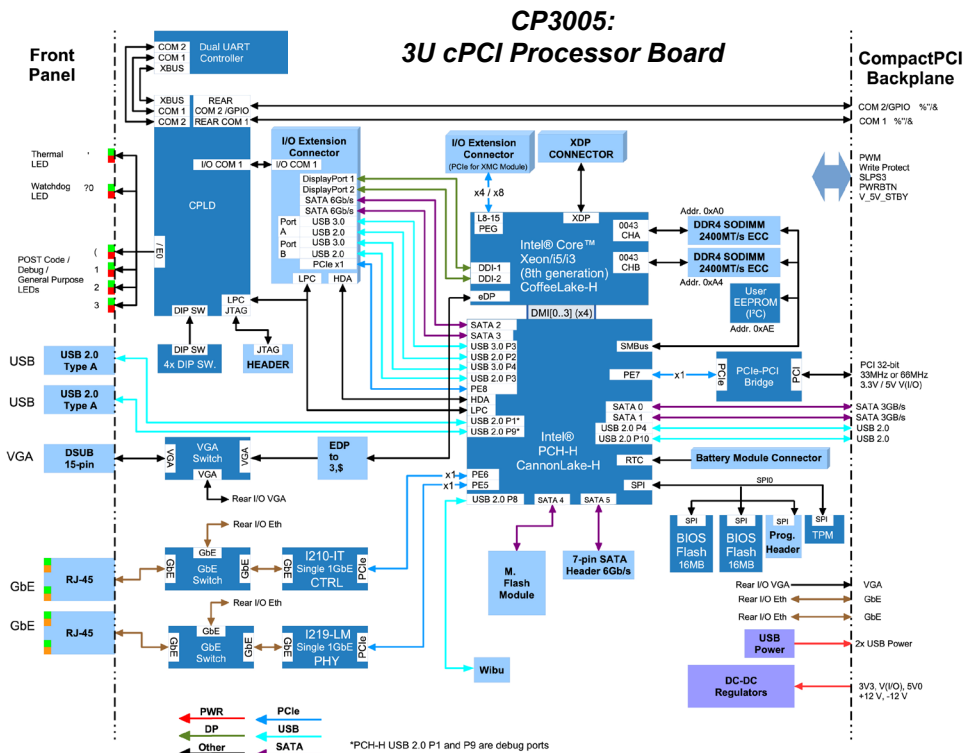 CP3005:
3U cPCI Processor Board
Front
Panel
CompactPCI
Backplane
COM 2
COM 1
XBUS
Dual UART
Controller
XBUS
COM 1
COM 2
REAR
COM 2 /GPIO
REAR COM 1
COM 2/GPIO %"/&
COM 1 %"/&
I/O COM 1
CPLD
/ E0
DIP SW
LPC
JTAG
I/O Extension
Connector
I/O COM 1
DisplayPort 1
DisplayPort 2
SATA 6Gb/s
SATA 6Gb/s
Port
A
USB 3.0
USB 2.0
Port
B
USB 3.0
USB 2.0
PCIe x1
LPC
HDA
I/O Extension
Connector
(PCIe for XMC Module)
x4 / x8
XDP
CONNECTOR
L8-15
PEG
XDP
Intel® Core™
Xeon/i5/i3
(8th generation)
CoffeeLake-H
DDI-1
DDI-2
eDP
0043
CHA
0043
CHB
Addr. 0xA0
DDR4 SODIMM
2400MT/s ECC
DDR4 SODIMM
2400MT/s ECC
Addr. 0xA4
User
EEPROM
(I²C)
Addr. 0xAE
PWM
Write Protect
SLPS3
PWRBTN
V_5V_STBY
Thermal
LED
'
Watchdog
LED
?0
POST Code /
Debug /
General Purpose
LEDs
(
1
2
3
DIP SW
4x DIP SW.
JTAG
HEADER
DMI[0..3] (x4)
SATA 2
SATA 3
USB 3.0 P3
USB 2.0 P2
USB 3.0 P4
USB 2.0 P3
PE8
HDA
LPC
USB 2.0 P1*
USB 2.0 P9*
PE6
PE5
USB 2.0 P8
SATA 4
SATA 5
Intel®
PCH-H
CannonLake-H
SMBus
PE7
x1
PCIe
PCIe-PCI
Bridge
PCI
PCI 32-bit
33MHz or 66MHz
3.3V / 5V V(I/O)
SATA 0
SATA 1
USB 2.0 P4
USB 2.0 P10
SATA 3GB/s
SATA 3GB/s
USB 2.0
USB 2.0
RTC
Battery Module Connector
SPI
SPI0
SPI
BIOS
Flash
16MB
SPI
BIOS
Flash
16MB
Prog.
Header
SPI
TPM
USB
USB 2.0
Type A
USB
USB 2.0
Type A
VGA
DSUB
15-pin
VGA
VGA
Switch
VGA
VGA
Rear I/O VGA
EDP
to
3,$
x1
x1
Rear I/O Eth
GbE
RJ-45
GbE
GbE
GbE
Switch
GbE
GbE
I210-IT
Single 1GbE
CTRL
PCIe
Rear I/O Eth
GbE
RJ-45
GbE
GbE
GbE
Switch
GbE
GbE
I219-LM
Single 1GbE
PHY
PCIe
M.
Flash
Module
7-pin SATA
Header 6Gb/s
Wibu
Rear I/O VGA
VGA
Rear I/O Eth
GbE
Rear I/O Eth
GbE
USB
Power
2x USB Power
DC-DC
Regulators
3V3, V(I/O), 5V0
+12 V, -12 V
PWR
PCIe
DP
USB
Other
SATA
*PCH-H USB 2.0 P1 and P9 are debug ports